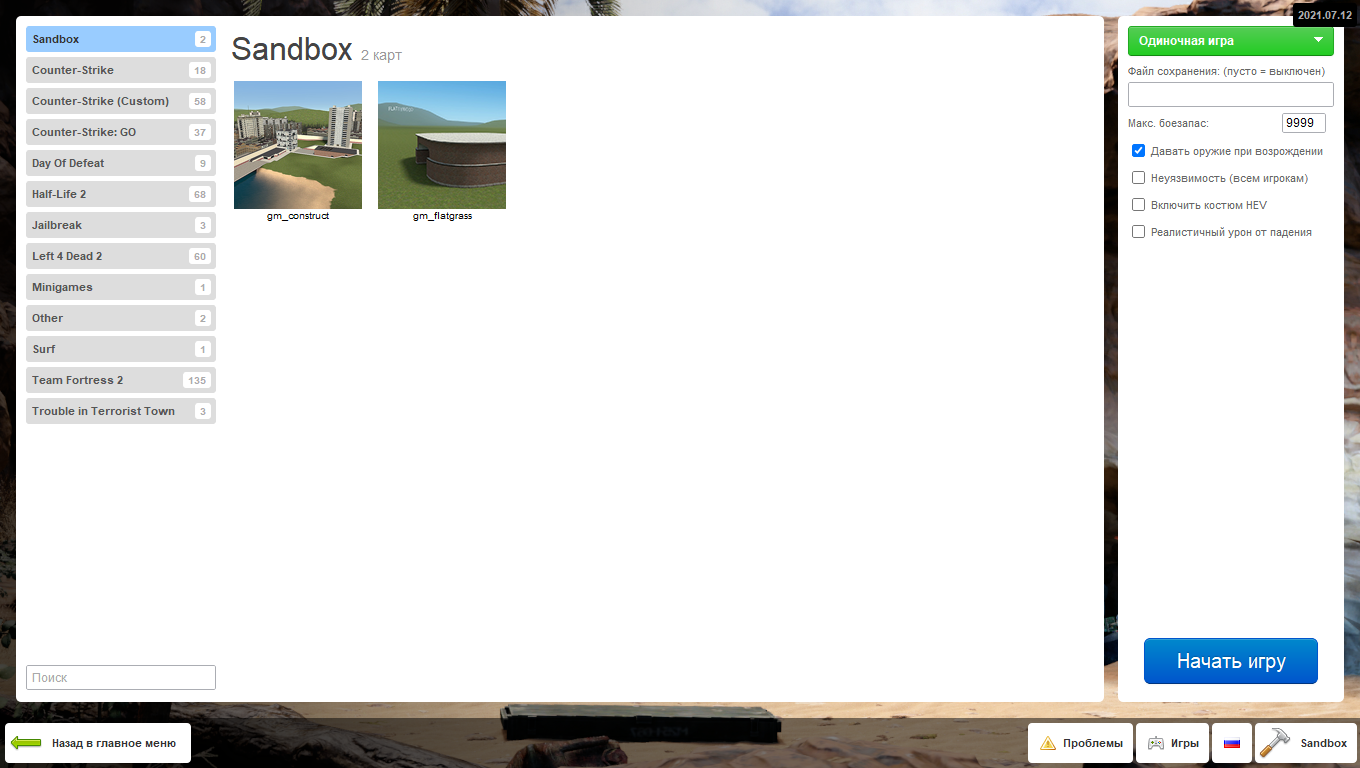 2021.07.12
Sandbox 2
Counter-Strike 18
Counter-Strike (Custom) 58
Counter-Strike: GO 37
Day Of Defeat 9
Half-Life 2 68
Jailbreak 3
Left 4 Dead 2 60
Minigames 1
Other 2
Surf 1
Team Fortress 2 135
Trouble in Terrorist Town 3
Поиск
Sandbox 2 карт
gm_construct
gm_flatgrass
Одиночная игра
Файл сохранения: (пусто = выключен)
Макс. боезапас: 9999
Давать оружие при возрождении
Неуязвимость (всем игрокам)
Включить костюм HEV
Реалистичный урон от падения
Начать игру
Назад в главное меню
Проблемы
Игры
Sandbox